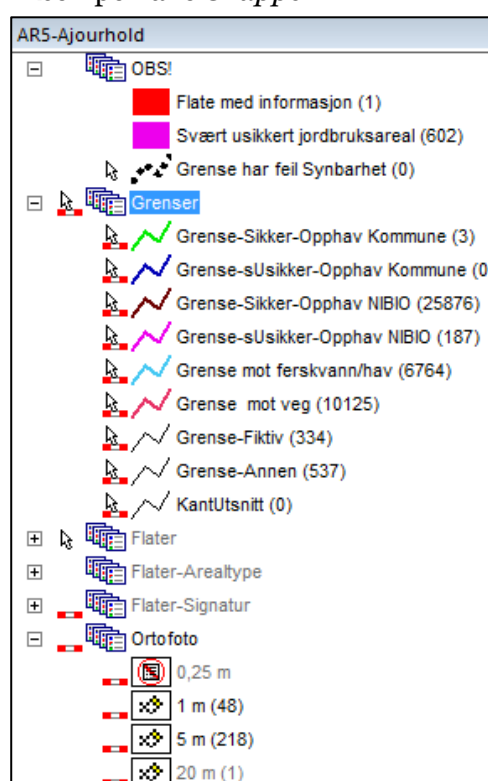 AR5-Ajourhold
OBS!
Flate med informasjon (1)
Svært usikkert jordbruksareal (602)
Grense har feil Synbarhet (0)
Grenser
Grense-Sikker-Opphav Kommune (3)
Grense-sUsikker-Opphav Kommune (0
Grense-Sikker-Opphav NIBIO (25876)
Grense-sUsikker-Opphav NIBIO (187)
Grense mot ferskvann/hav (6764)
Grense mot veg (10125)
Grense-Fiktiv (334)
Grense-Annen (537)
KantUtsnitt (0)
Flater
Flater-Arealtype
Flater-Signatur
Ortofoto
0,25 m
1 m (48)
5 m (218)
20 m (1)